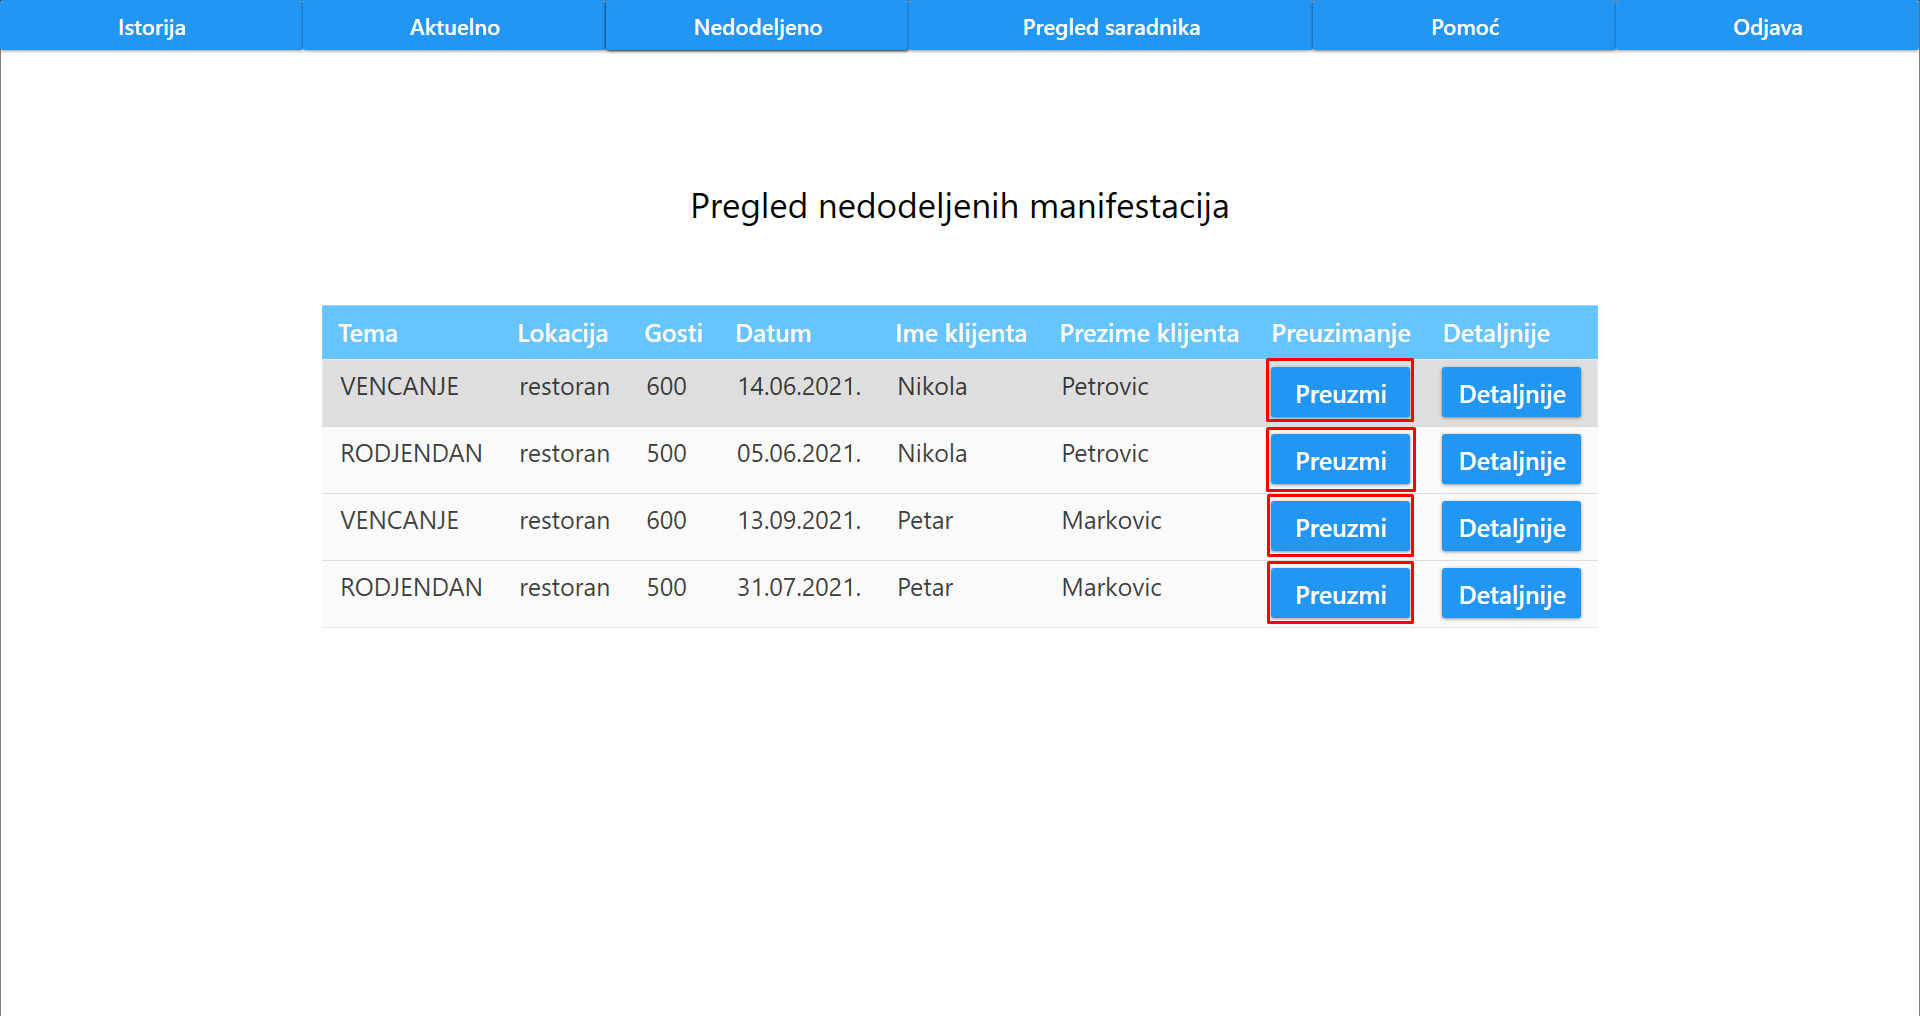 Istorija Aktuelno Nedodeljeno Pregled saradnika Pomoć Odjava
Pregled nedodeljenih manifestacija
Tema Lokacija Gosti Datum Ime klijenta Prezime klijenta Preuzimanje Detaljnije
VENCANJE restoran 600 14.06.2021. Nikola Petrovic Preuzmi Detaljnije
RODJENDAN restoran 500 05.06.2021. Nikola Petrovic Preuzmi Detaljnije
VENCANJE restoran 600 13.09.2021. Petar Markovic Preuzmi Detaljnije
RODJENDAN restoran 500 31.07.2021. Petar Markovic Preuzmi Detaljnije